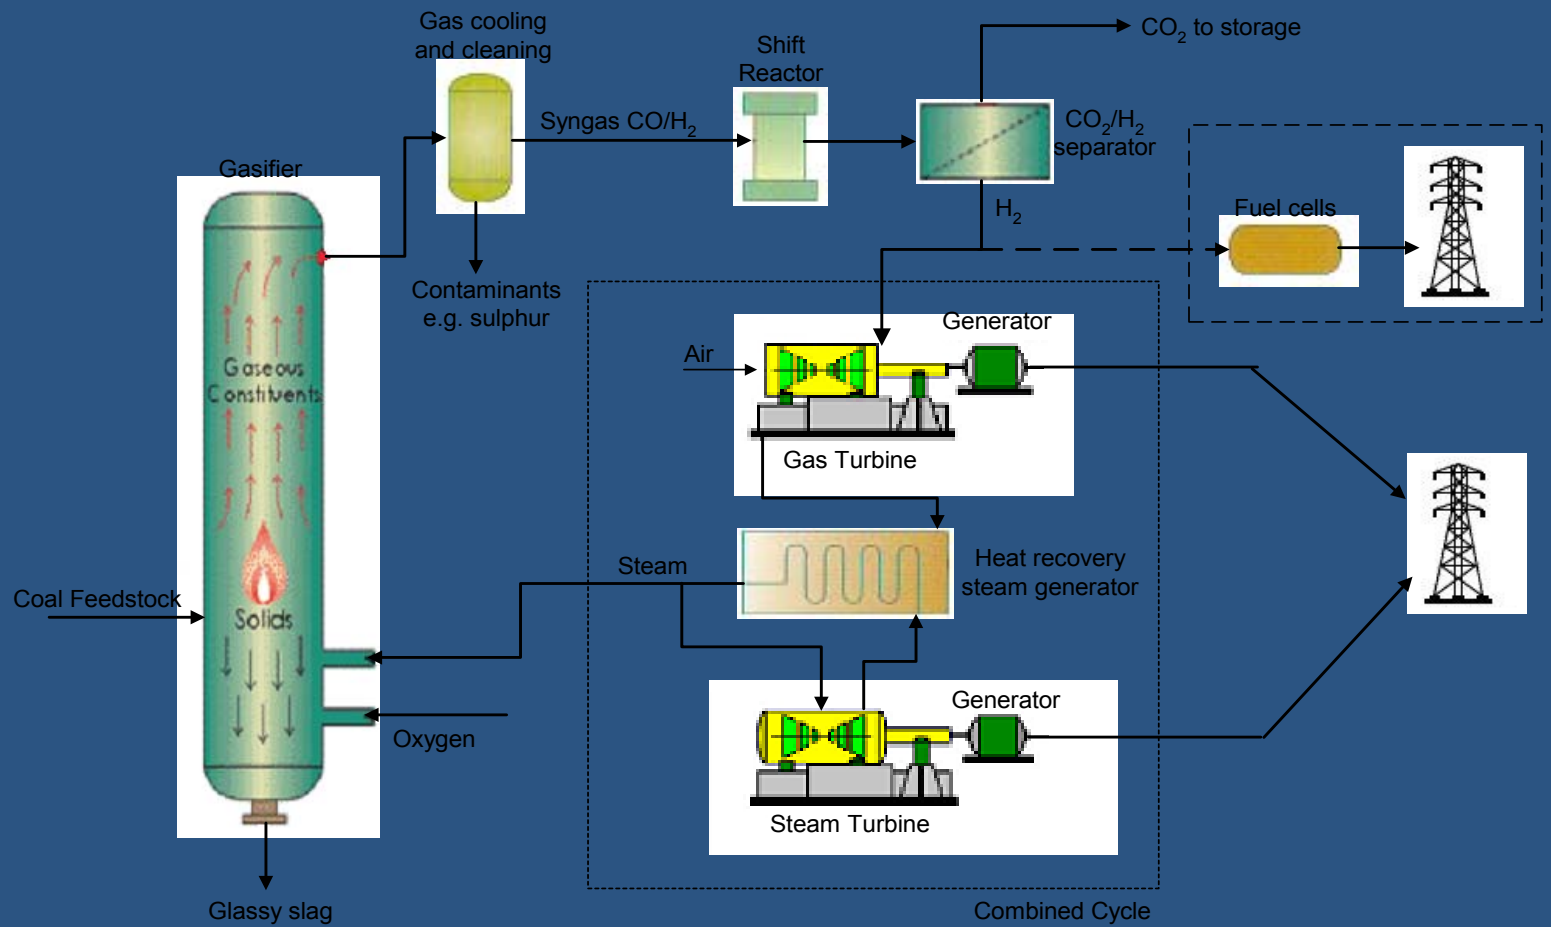 Gas cooling
and cleaning
Shift
Reactor
CO₂ to storage
Syngas CO/H₂
CO₂/H₂
separator
Gasifier
H₂
Fuel cells
Contaminants
e.g. sulphur
Generator
Air
Gaseous
Constituents
Gas Turbine
Steam
Heat recovery
steam generator
Coal Feedstock
Solids
Generator
Oxygen
Steam Turbine
Glassy slag
Combined Cycle